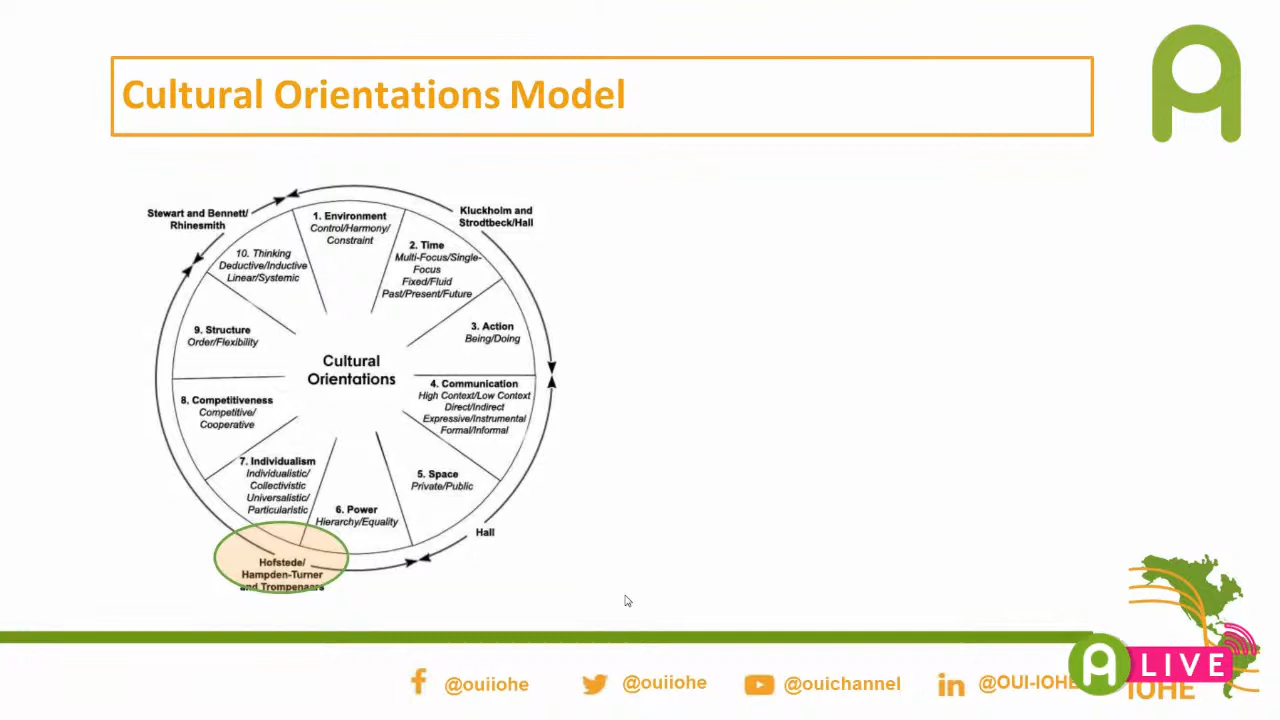 Cultural Orientations Model
Stewart and Bennett/
Rhinesmith
Kluckholm and
Strodtbeck/Hall
1. Environment
Control/Harmony/
Constraint
2. Time
Multi-Focus/Single-
Focus
Fixed/Fluid
Past/Present/Future
3. Action
Being/Doing
4. Communication
High Context/Low Context
Direct/Indirect
Expressive/Instrumental
Formal/Informal
5. Space
Private/Public
6. Power
Hierarchy/Equality
7. Individualism
Individualistic/
Collectivistic
Universalistic/
Particularistic
8. Competitiveness
Competitive/
Cooperative
9. Structure
Order/Flexibility
10. Thinking
Deductive/Inductive
Linear/Systemic
Cultural
Orientations
Hall
Hofstede/
Hampden-Turner
and Trompenaars
@ouiiohe
@ouiiohe
@ouichannel
@OUI-IOHE
LIVE
IOHE